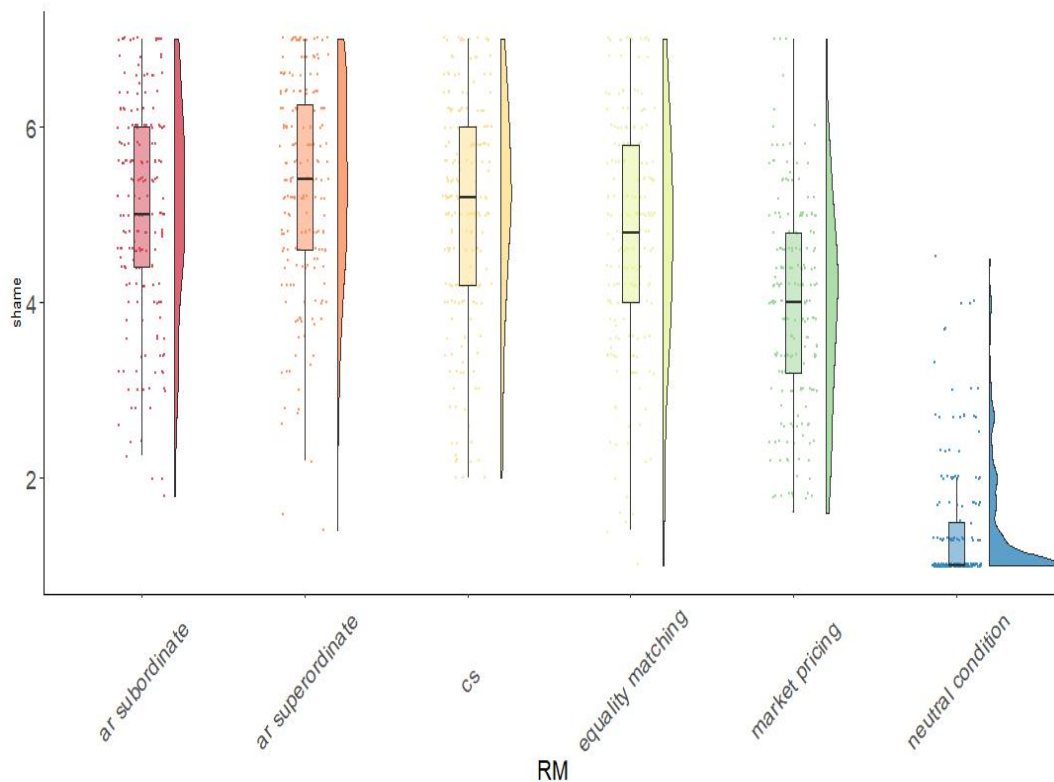 6
4
2
shame
ar subordinate
ar superordinate
cs
equality matching
market pricing
neutral condition
RM